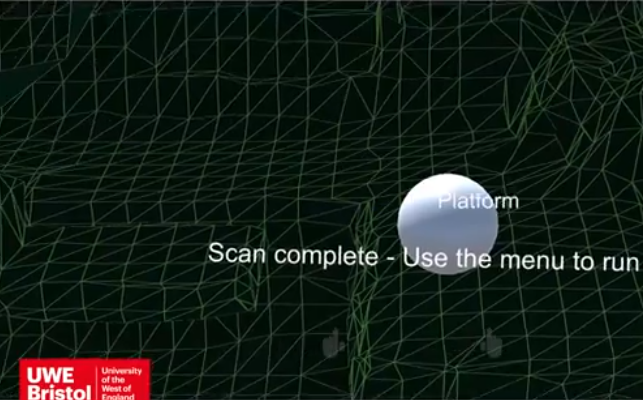 Platform
Scan complete - Use the menu to run
UWE
Bristol
University
of the
West of
England